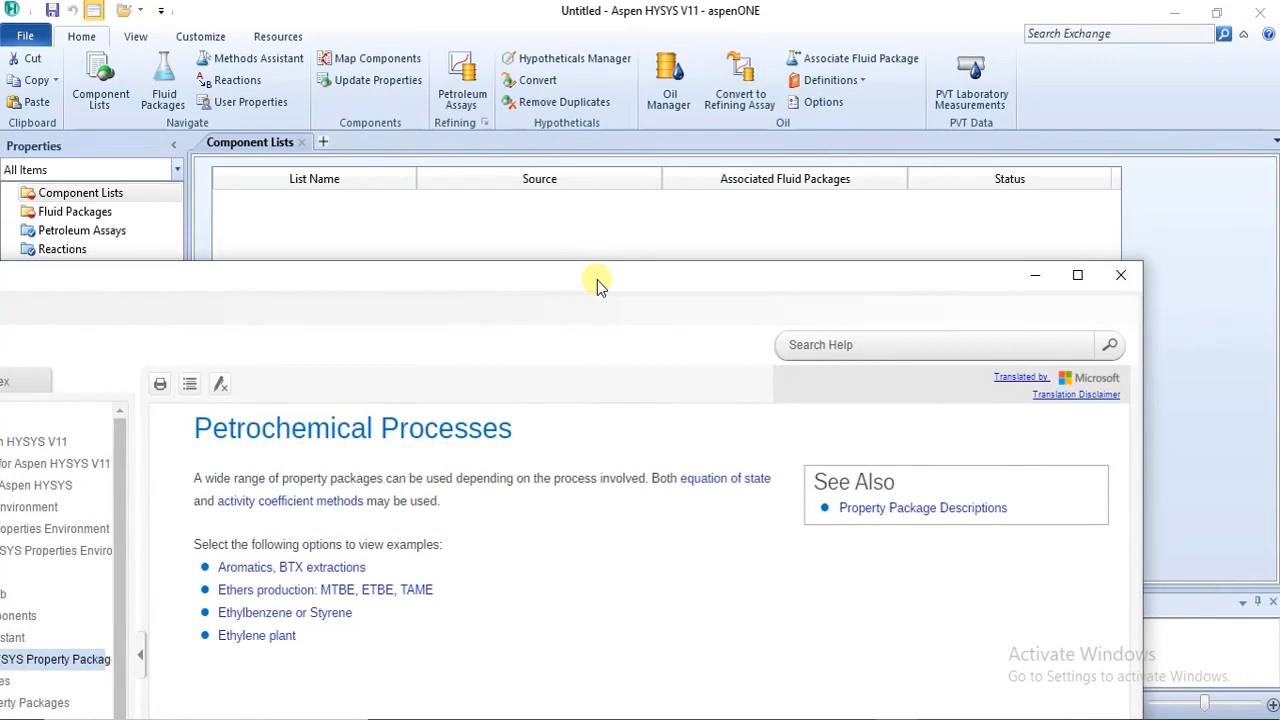 Untitled - Aspen HYSYS V11 - aspenONE
File Home View Customize Resources Search Exchange
Cut
Copy
Paste
Clipboard
Component Lists
Fluid Packages
Methods Assistant
Reactions
User Properties
Navigate
Map Components
Update Properties
Components
Petroleum Assays
Refining
Hypotheticals Manager
Convert
Remove Duplicates
Hypotheticals
Oil Manager
Convert to Refining Assay
Associate Fluid Package
Definitions
Options
Oil
PVT Laboratory Measurements
PVT Data
Properties
All Items
Component Lists
Fluid Packages
Petroleum Assays
Reactions
Component Lists
List Name Source Associated Fluid Packages Status
Search Help
Translated by Microsoft
Translation Disclaimer
ex
n HYSYS V11
for Aspen HYSYS V11
Aspen HYSYS
nvironment
operties Environment
SYS Properties Enviro
b
ponents
stant
SYS Property Packag
es
erty Packages
Petrochemical Processes
A wide range of property packages can be used depending on the process involved. Both equation of state
and activity coefficient methods may be used.
Select the following options to view examples:
Aromatics, BTX extractions
Ethers production: MTBE, ETBE, TAME
Ethylbenzene or Styrene
Ethylene plant
See Also
Property Package Descriptions
Activate Windows
Go to Settings to activate Windows.